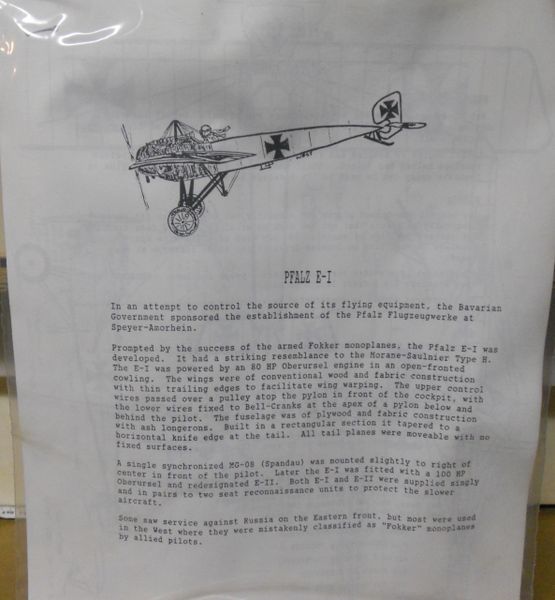 PFALZ E-I
In an attempt to control the source of its flying equipment, the Bavarian
Government sponsored the establishment of the Pfalz Flugzeugwerke at
Speyer-Amorhein.
Prompted by the success of the armed Fokker monoplanes, the Pfalz E-I was
developed. It had a striking resemblance to the Morane-Saulnier Type H.
The E-I was powered by an 80 HP Oberursel engine in an open-fronted
cowling. The wings were of conventional wood and fabric construction
with thin trailing edges to facilitate wing warping. The upper control
wires passed over a pulley atop the pylon in front of the cockpit, with
the lower wires fixed to Bell-Cranks at the apex of a pylon below and
behind the pilot. The fuselage was of plywood and fabric construction
with ash longerons. Built in a rectangular section it tapered to a
horizontal knife edge at the tail. All tail planes were moveable with no
fixed surfaces.
A single synchronized MG-08 (Spandau) was mounted slightly to right of
center in front of the pilot. Later the E-I was fitted with a 100 HP
Oberursel and redesignated E-II. Both E-I and E-II were supplied singly
and in pairs to two seat reconnaissance units to protect the slower
aircraft.
Some saw service against Russia on the Eastern front, but most were used
in the West where they were mistakenly classified as "Fokker" monoplanes
by allied pilots.